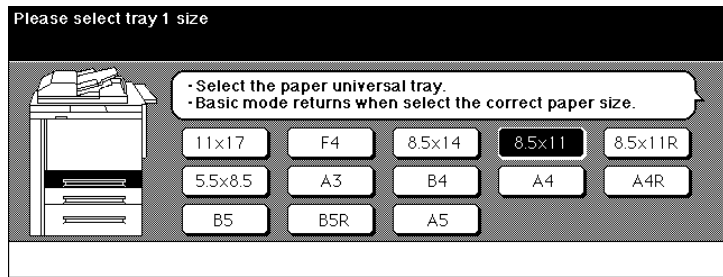 Please select tray 1 size
· Select the paper universal tray.
· Basic mode returns when select the correct paper size.
11x17 F4 8.5x14 8.5x11 8.5x11R
5.5x8.5 A3 B4 A4 A4R
B5 B5R A5